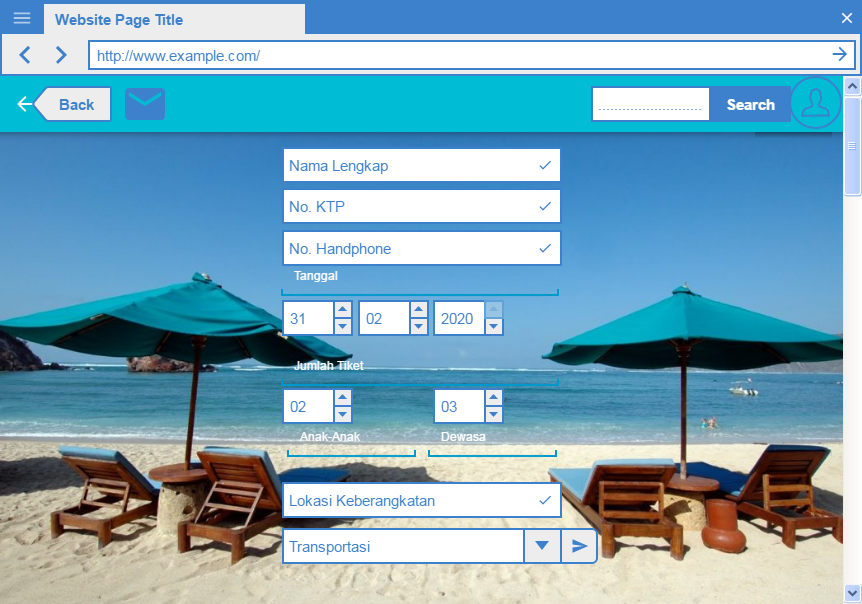 Website Page Title
http://www.example.com/
Back
Search
Nama Lengkap
No. KTP
No. Handphone
Tanggal
31 02 2020
Jumlah Tiket
02 03
Anak-Anak Dewasa
Lokasi Keberangkatan
Transportasi